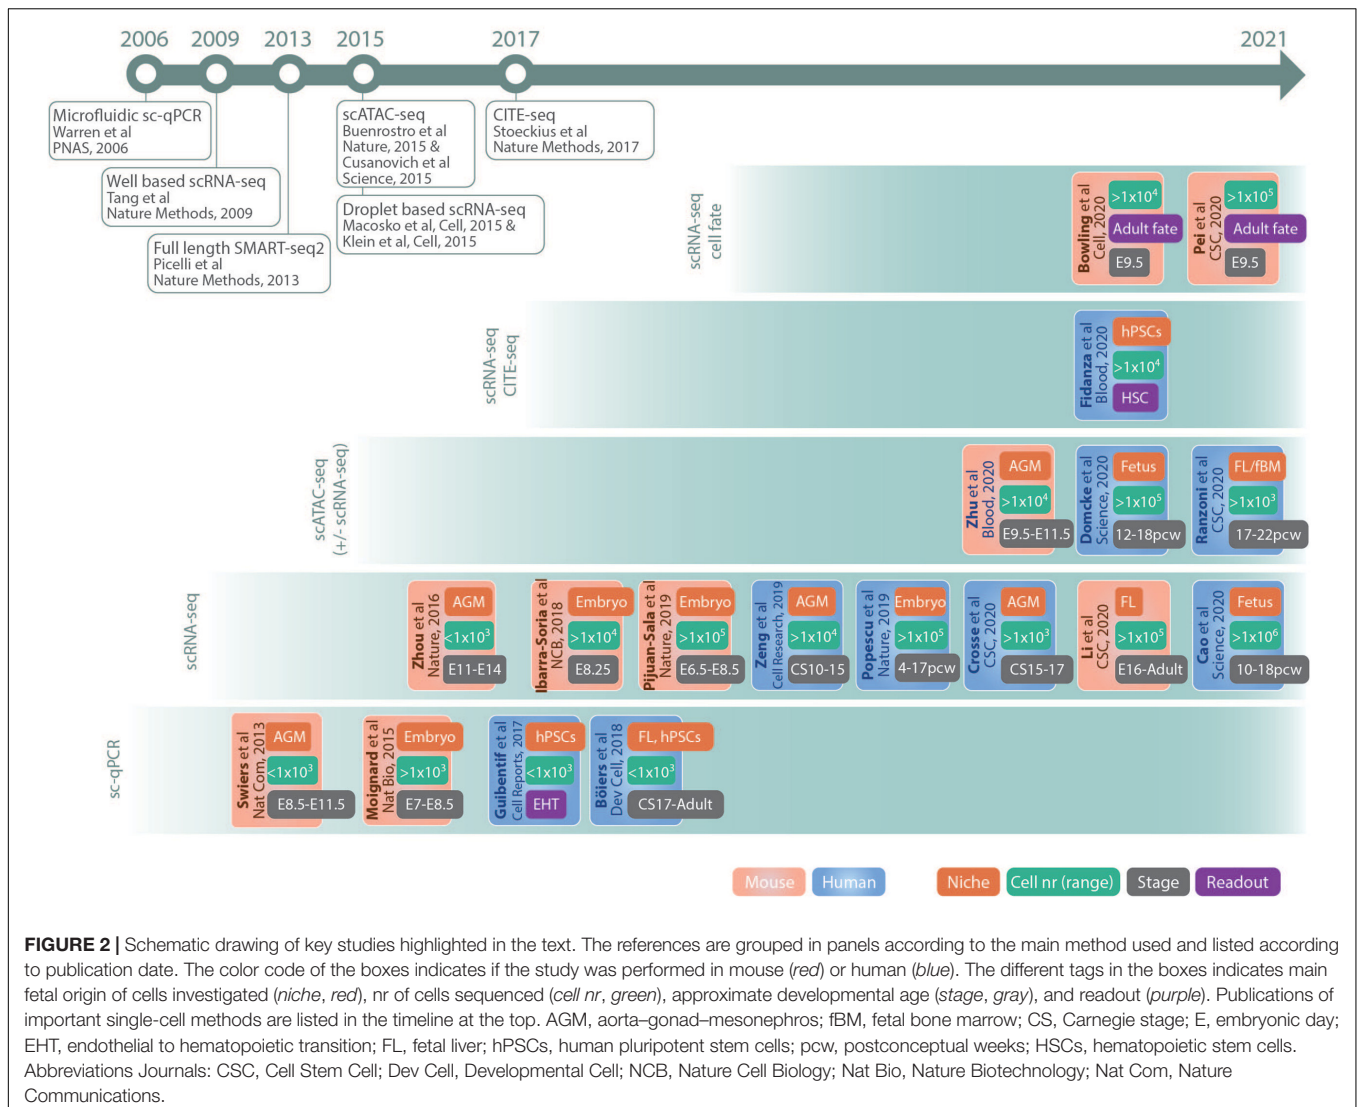 2006 2009 2013 2015 2017 2021
Microfluidic sc-qPCR
Warren et al
PNAS, 2006
Well based scRNA-seq
Tang et al
Nature Methods, 2009
Full length SMART-seq2
Picelli et al
Nature Methods, 2013
scATAC-seq
Buenrostro et al
Nature, 2015 &
Cusanovich et al
Science, 2015
Droplet based scRNA-seq
Macosko et al, Cell, 2015 &
Klein et al, Cell, 2015
CITE-seq
Stoeckius et al
Nature Methods, 2017
scRNA-seq
cell fate
Bowling et al
Cell, 2020
>1x10⁴
Adult fate
E9.5
Pei et al
CSC, 2020
>1x10⁵
Adult fate
E9.5
scRNA-seq
CITE-seq
Fidanza et al
Blood, 2020
hPSCs
>1x10⁴
HSC
scATAC-seq
(+/- scRNA-seq)
Zhu et al
Blood, 2020
AGM
>1x10⁴
E9.5-E11.5
Domcke et al
Science, 2020
Fetus
>1x10⁵
12-18pcw
Ranzoni et al
CSC, 2020
FL/fBM
>1x10³
17-22pcw
scRNA-seq
Zhou et al
Nature, 2016
AGM
<1x10³
E11-E14
Ibarra-Soria et al
NCB, 2018
Embryo
>1x10⁴
E8.25
Pijuan-Sala et al
Nature, 2019
Embryo
>1x10⁵
E6.5-E8.5
Zeng et al
Cell Research, 2019
AGM
>1x10⁴
CS10-15
Popescu et al
Nature, 2019
Embryo
>1x10⁵
4-17pcw
Crosse et al
CSC, 2020
AGM
>1x10³
CS15-17
Li et al
CSC, 2020
FL
>1x10⁵
E16-Adult
Cao et al
Science, 2020
Fetus
>1x10⁶
10-18pcw
sc-qPCR
Swiers et al
Nat Com, 2013
AGM
<1x10³
E8.5-E11.5
Moignard et al
Nat Bio, 2015
Embryo
>1x10³
E7-E8.5
Guibentif et al
Cell Reports, 2017
hPSCs
<1x10³
EHT
Böiers et al
Dev Cell, 2018
FL, hPSCs
<1x10³
CS17-Adult
Mouse Human Niche Cell nr (range) Stage Readout
FIGURE 2 | Schematic drawing of key studies highlighted in the text. The references are grouped in panels according to the main method used and listed according
to publication date. The color code of the boxes indicates if the study was performed in mouse (red) or human (blue). The different tags in the boxes indicates main
fetal origin of cells investigated (niche, red), nr of cells sequenced (cell nr, green), approximate developmental age (stage, gray), and readout (purple). Publications of
important single-cell methods are listed in the timeline at the top. AGM, aorta–gonad–mesonephros; fBM, fetal bone marrow; CS, Carnegie stage; E, embryonic day;
EHT, endothelial to hematopoietic transition; FL, fetal liver; hPSCs, human pluripotent stem cells; pcw, postconceptual weeks; HSCs, hematopoietic stem cells.
Abbreviations Journals: CSC, Cell Stem Cell; Dev Cell, Developmental Cell; NCB, Nature Cell Biology; Nat Bio, Nature Biotechnology; Nat Com, Nature
Communications.